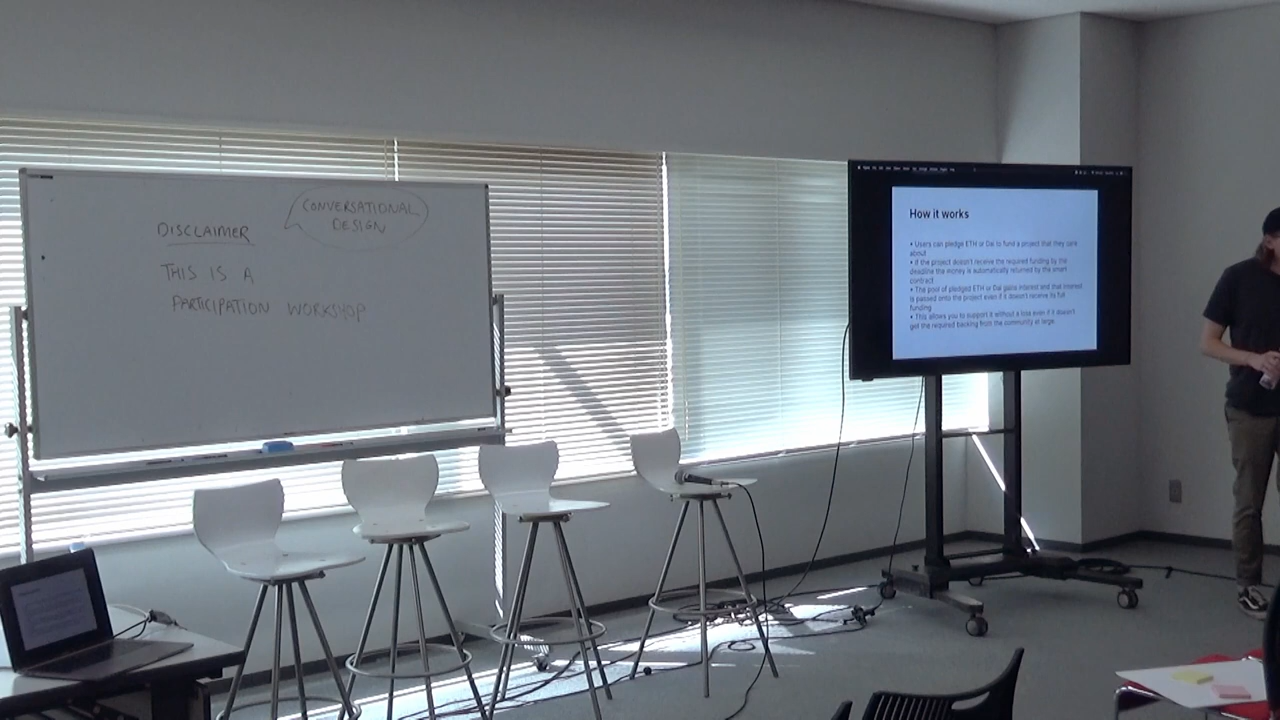 CONVERSATIONAL
DESIGN
DISCLAIMER
THIS IS A
PARTICIPATION WORKSHOP
How it works
• Users can pledge ETH or Dai to fund a project that they care
about
• If the project doesn't receive the required funding by the
deadline the money is automatically returned by the smart
contract
• The pool of pledged ETH or Dai gains interest and that interest
is passed onto the project even if it doesn't receive its full
funding
• This allows you to support it without a loss even if it doesn't
get the required backing from the community at large.